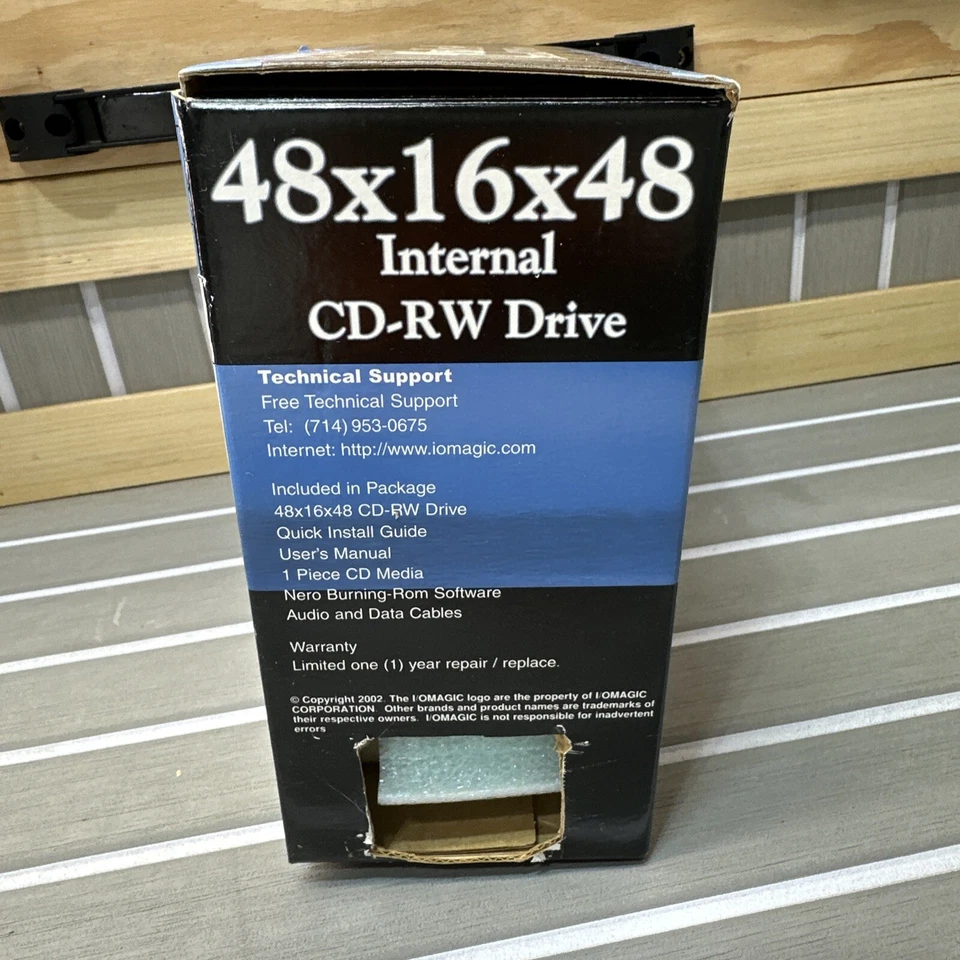 48x16x48
Internal
CD-RW Drive
Technical Support
Free Technical Support
Tel: (714) 953-0675
Internet: http://www.iomagic.com
Included in Package
48x16x48 CD-RW Drive
Quick Install Guide
User's Manual
1 Piece CD Media
Nero Burning-Rom Software
Audio and Data Cables
Warranty
Limited one (1) year repair / replace.
© Copyright 2002. The I/OMAGIC logo are the property of I/OMAGIC
CORPORATION. Other brands and product names are trademarks of
their respective owners. I/OMAGIC is not responsible for inadvertent
errors